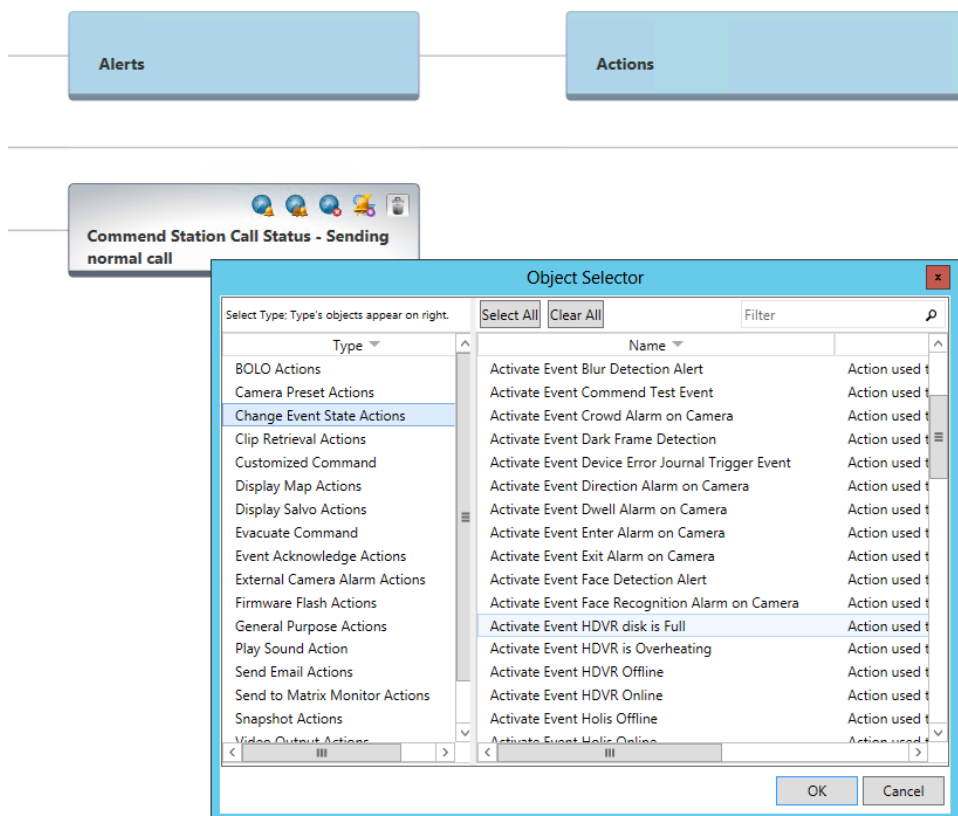 Alerts
Actions
Commend Station Call Status - Sending
normal call
Object Selector
x
Select Type; Type's objects appear on right.
Select All
Clear All
Filter
Type
Name
BOLO Actions
Activate Event Blur Detection Alert
Action used t
Camera Preset Actions
Activate Event Commend Test Event
Action used t
Change Event State Actions
Activate Event Crowd Alarm on Camera
Action used t
Clip Retrieval Actions
Activate Event Dark Frame Detection
Action used t
Customized Command
Activate Event Device Error Journal Trigger Event
Action used t
Display Map Actions
Activate Event Direction Alarm on Camera
Action used t
Display Salvo Actions
Activate Event Dwell Alarm on Camera
Action used t
Evacuate Command
Activate Event Enter Alarm on Camera
Action used t
Event Acknowledge Actions
Activate Event Exit Alarm on Camera
Action used t
External Camera Alarm Actions
Activate Event Face Detection Alert
Action used t
Firmware Flash Actions
Activate Event Face Recognition Alarm on Camera
Action used t
General Purpose Actions
Activate Event HDVR disk is Full
Action used t
Play Sound Action
Activate Event HDVR is Overheating
Action used t
Send Email Actions
Activate Event HDVR Offline
Action used t
Send to Matrix Monitor Actions
Activate Event HDVR Online
Action used t
Snapshot Actions
Activate Event Holis Offline
Action used t
Video Output Actions
Activate Event Holis Online
Action used t
OK
Cancel